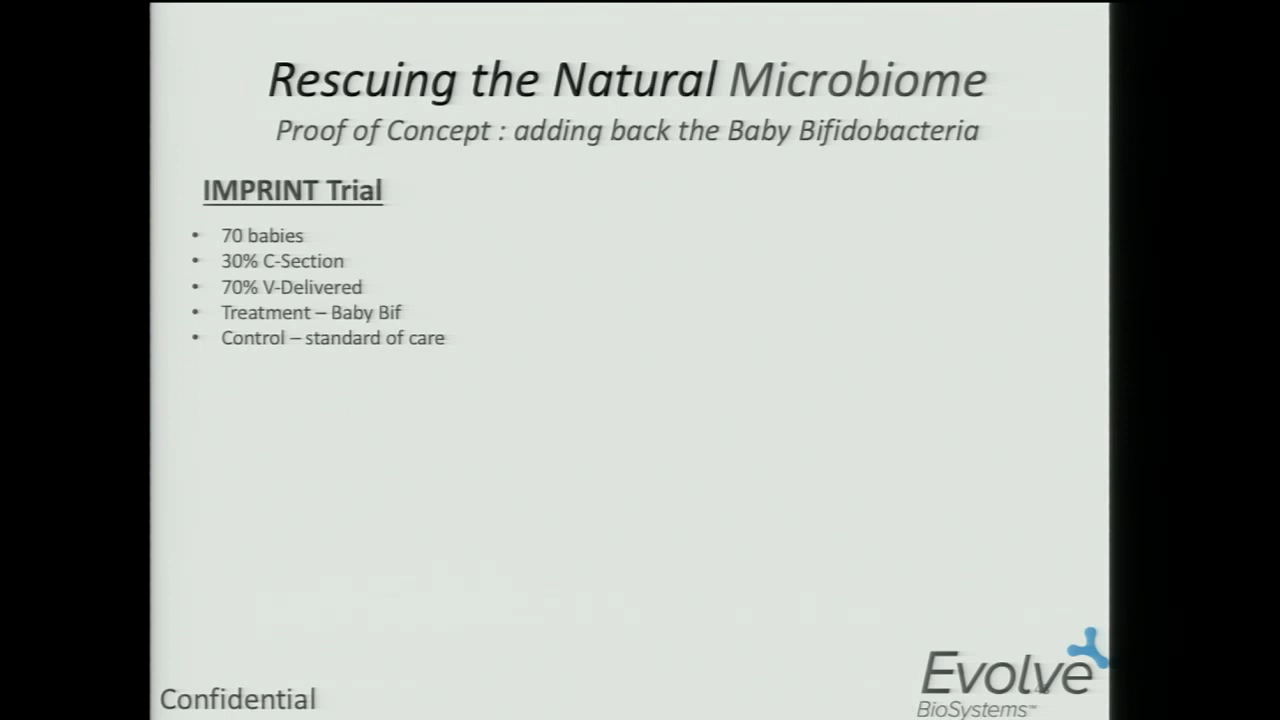 Rescuing the Natural Microbiome
Proof of Concept : adding back the Baby Bifidobacteria
IMPRINT Trial
• 70 babies
• 30% C-Section
• 70% V-Delivered
• Treatment – Baby Bif
• Control – standard of care
Evolve
BioSystems™
Confidential